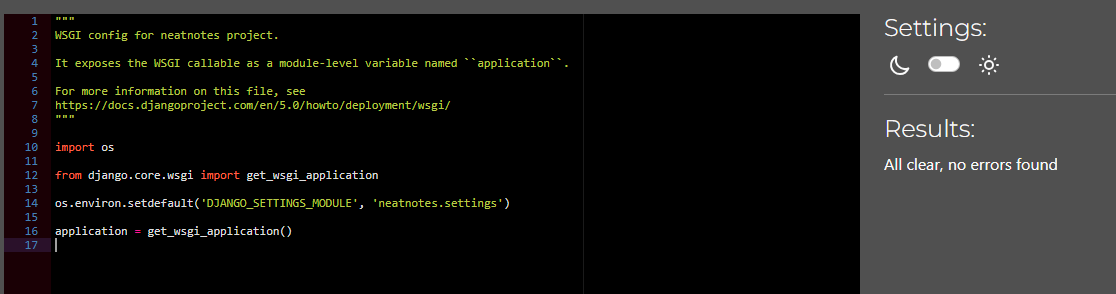 1 """
2 WSGI config for neatnotes project.
3
4 It exposes the WSGI callable as a module-level variable named ``application``.
5
6 For more information on this file, see
7 https://docs.djangoproject.com/en/5.0/howto/deployment/wsgi/
8 """
9
10 import os
11
12 from django.core.wsgi import get_wsgi_application
13
14 os.environ.setdefault('DJANGO_SETTINGS_MODULE', 'neatnotes.settings')
15
16 application = get_wsgi_application()
17
Settings:
Results:
All clear, no errors found